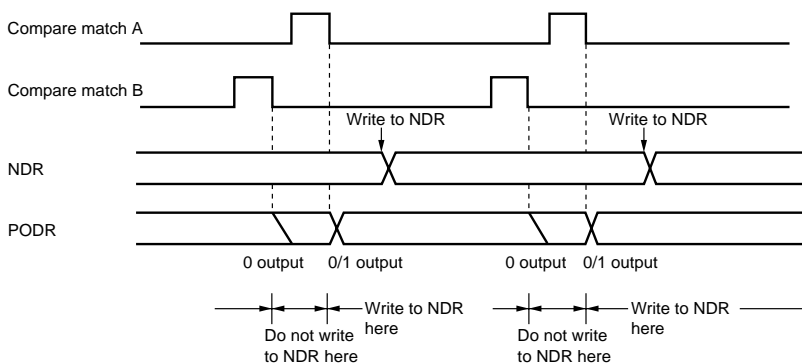 Compare match A
Compare match B
Write to NDR Write to NDR
NDR
PODR
0 output 0/1 output 0 output 0/1 output
Write to NDR here Write to NDR here
Do not write to NDR here Do not write to NDR here